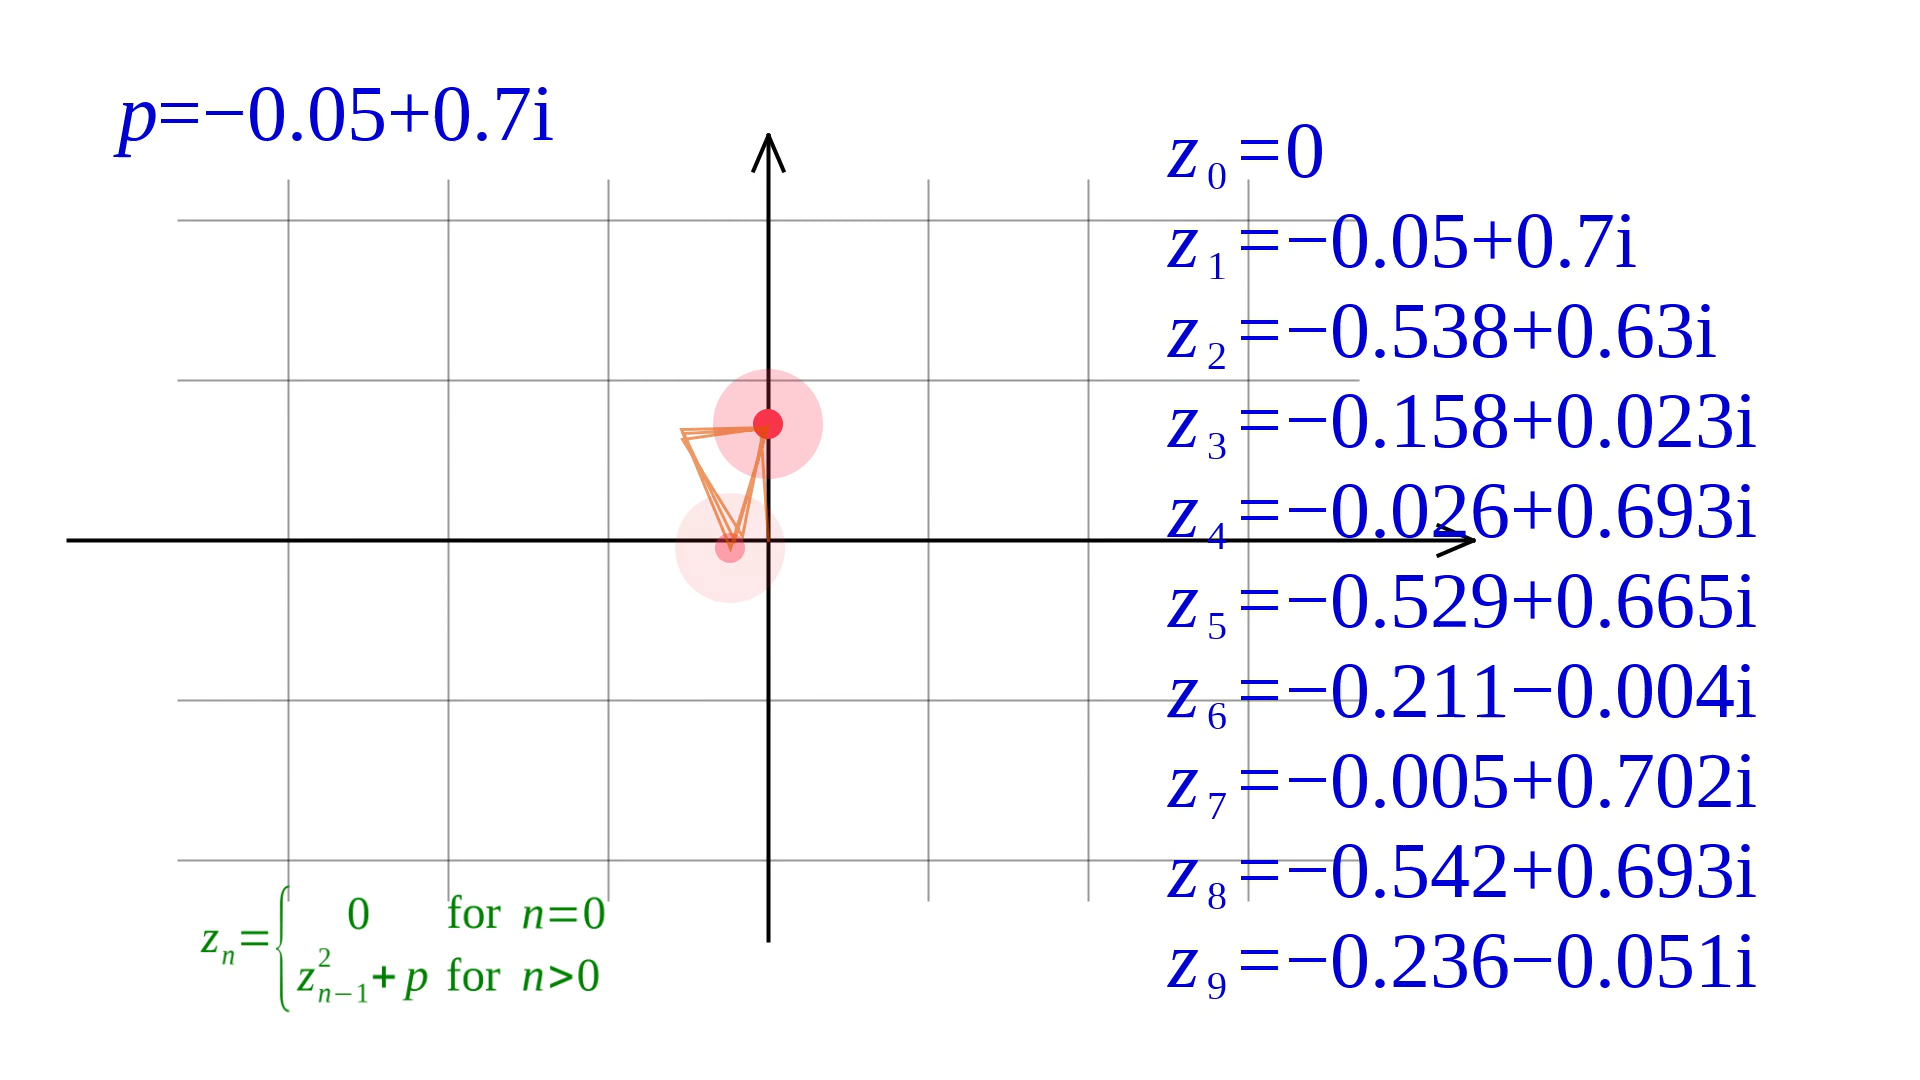 p=−0.05+0.7i
z₀=0
z₁=−0.05+0.7i
z₂=−0.538+0.63i
z₃=−0.158+0.023i
z₄=−0.026+0.693i
z₅=−0.529+0.665i
z₆=−0.211−0.004i
z₇=−0.005+0.702i
z₈=−0.542+0.693i
z₉=−0.236−0.051i
zₙ={ 0 for n=0
z²ₙ₋₁+p for n>0